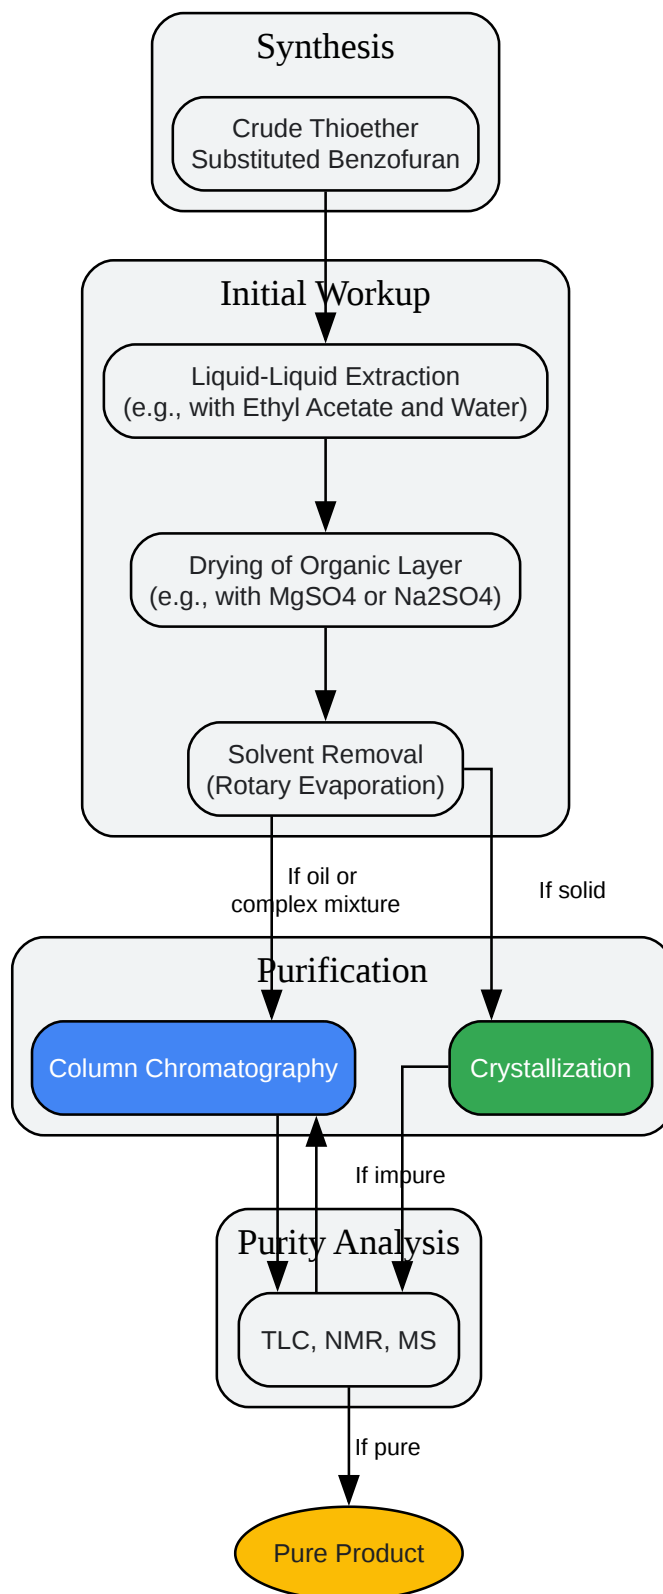 Synthesis
Crude Thioether
Substituted Benzofuran
Initial Workup
Liquid-Liquid Extraction
(e.g., with Ethyl Acetate and Water)
Drying of Organic Layer
(e.g., with MgSO4 or Na2SO4)
Solvent Removal
(Rotary Evaporation)
If oil or
complex mixture
If solid
Purification
Column Chromatography
Crystallization
If impure
Purity Analysis
TLC, NMR, MS
If pure
Pure Product